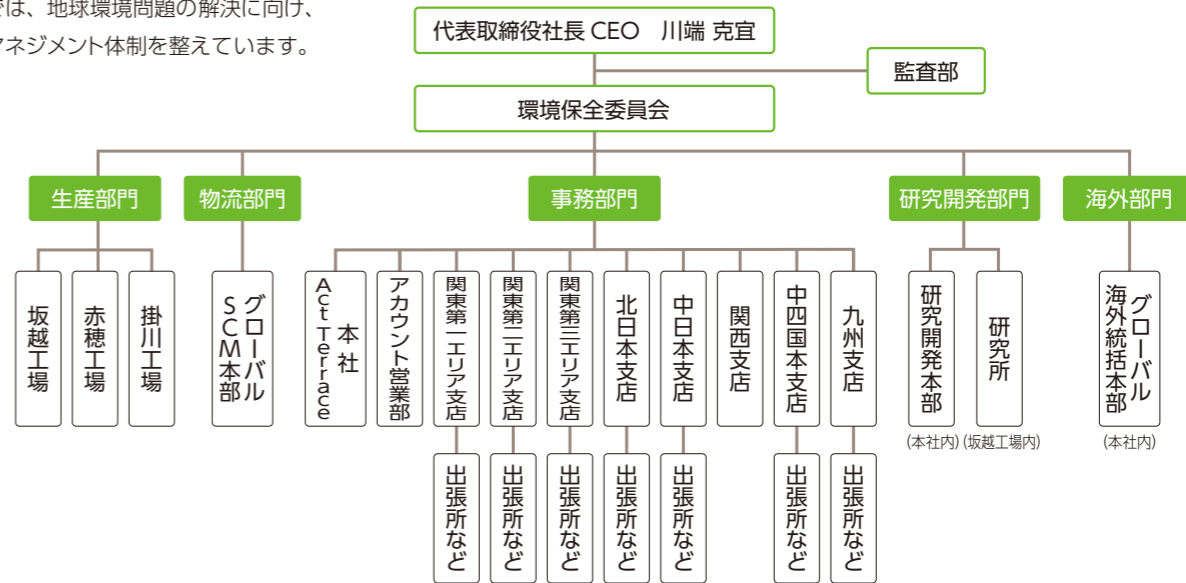 では、地球環境問題の解決に向け、
マネジメント体制を整えています。
代表取締役社長 CEO 川端 克宜
監査部
環境保全委員会
生産部門
物流部門
事務部門
研究開発部門
海外部門
坂越工場
赤穂工場
掛川工場
グローバル
SCM本部
本社
Act Terrace
アカウント営業部
関東第一エリア支店
関東第二エリア支店
関東第三エリア支店
北日本支店
中日本支店
関西支店
中四国本支店
九州支店
研究開発本部
(本社内)
研究所
(坂越工場内)
グローバル
海外統括本部
(本社内)
出張所など
出張所など
出張所など
出張所など
出張所など
出張所など
出張所など